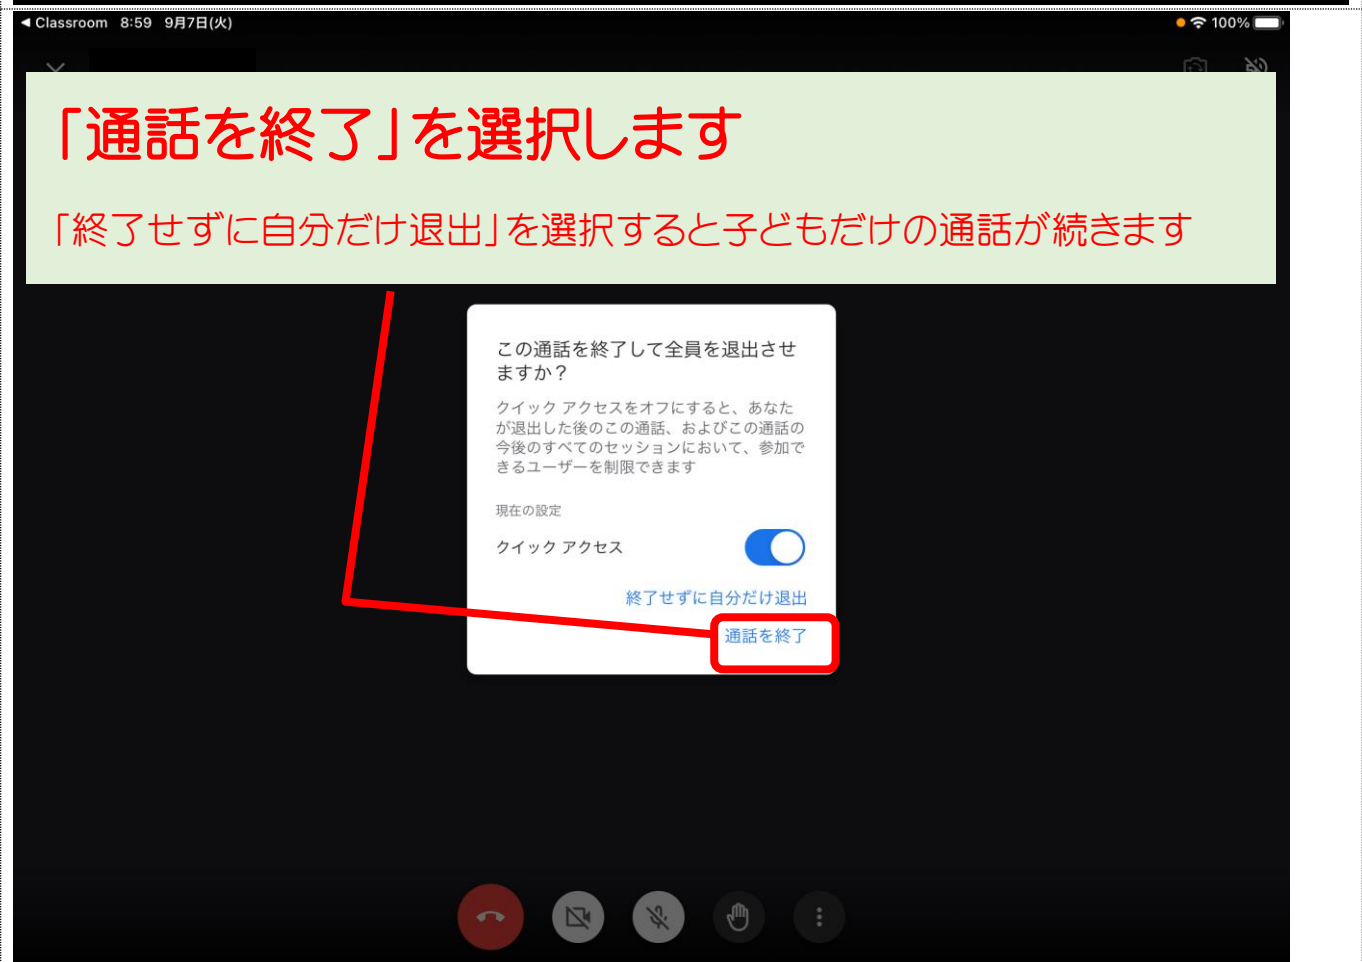 ◀ Classroom 8:59 9月7日(火) 100%
「通話を終了」を選択します
「終了せずに自分だけ退出」を選択すると子どもだけの通話が続きます
この通話を終了して全員を退出させ
ますか？
クイック アクセスをオフにすると、あなた
が退出した後のこの通話、およびこの通話の
今後のすべてのセッションにおいて、参加で
きるユーザーを制限できます
現在の設定
クイック アクセス
終了せずに自分だけ退出
通話を終了